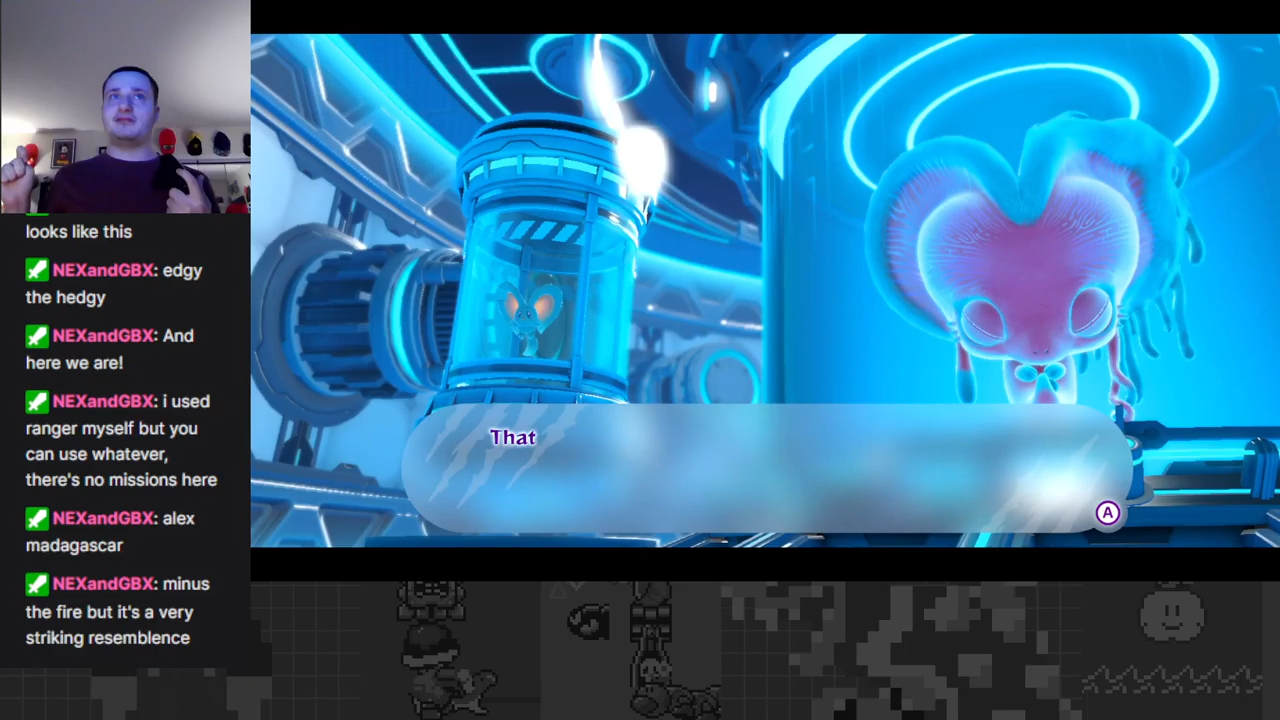 looks like this
NEXandGBX: edgy
the hedgy
NEXandGBX: And
here we are!
NEXandGBX: i used
ranger myself but you
can use whatever,
there's no missions here
NEXandGBX: alex
madagascar
NEXandGBX: minus
the fire but it's a very
striking resemblence
That
A